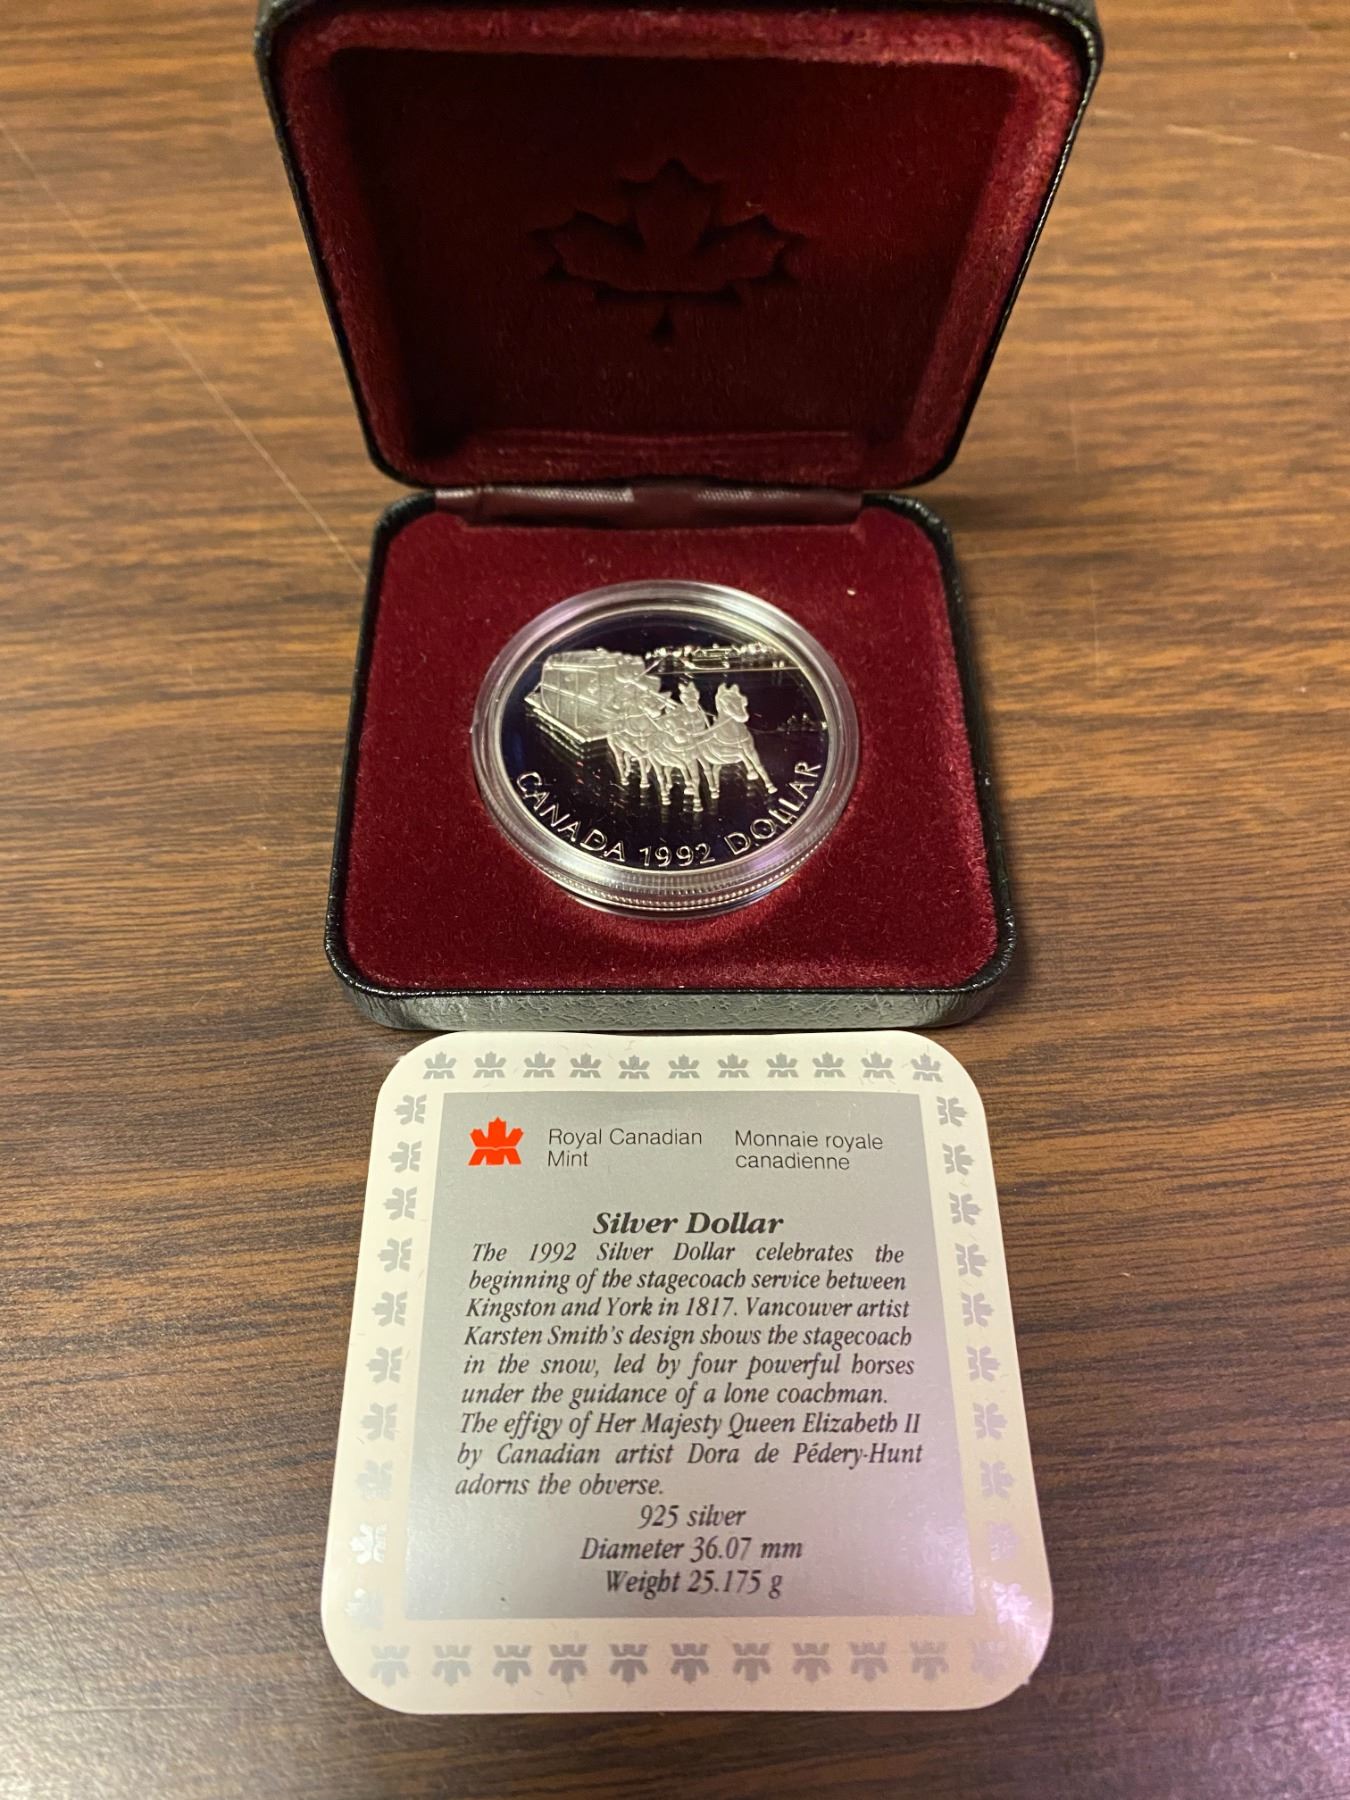 CANADA 1992 DOLLAR
Royal Canadian Mint
Monnaie royale canadienne
Silver Dollar
The 1992 Silver Dollar celebrates the
beginning of the stagecoach service between
Kingston and York in 1817. Vancouver artist
Karsten Smith's design shows the stagecoach
in the snow, led by four powerful horses
under the guidance of a lone coachman.
The effigy of Her Majesty Queen Elizabeth II
by Canadian artist Dora de Pédery-Hunt
adorns the obverse.
925 silver
Diameter 36.07 mm
Weight 25.175 g